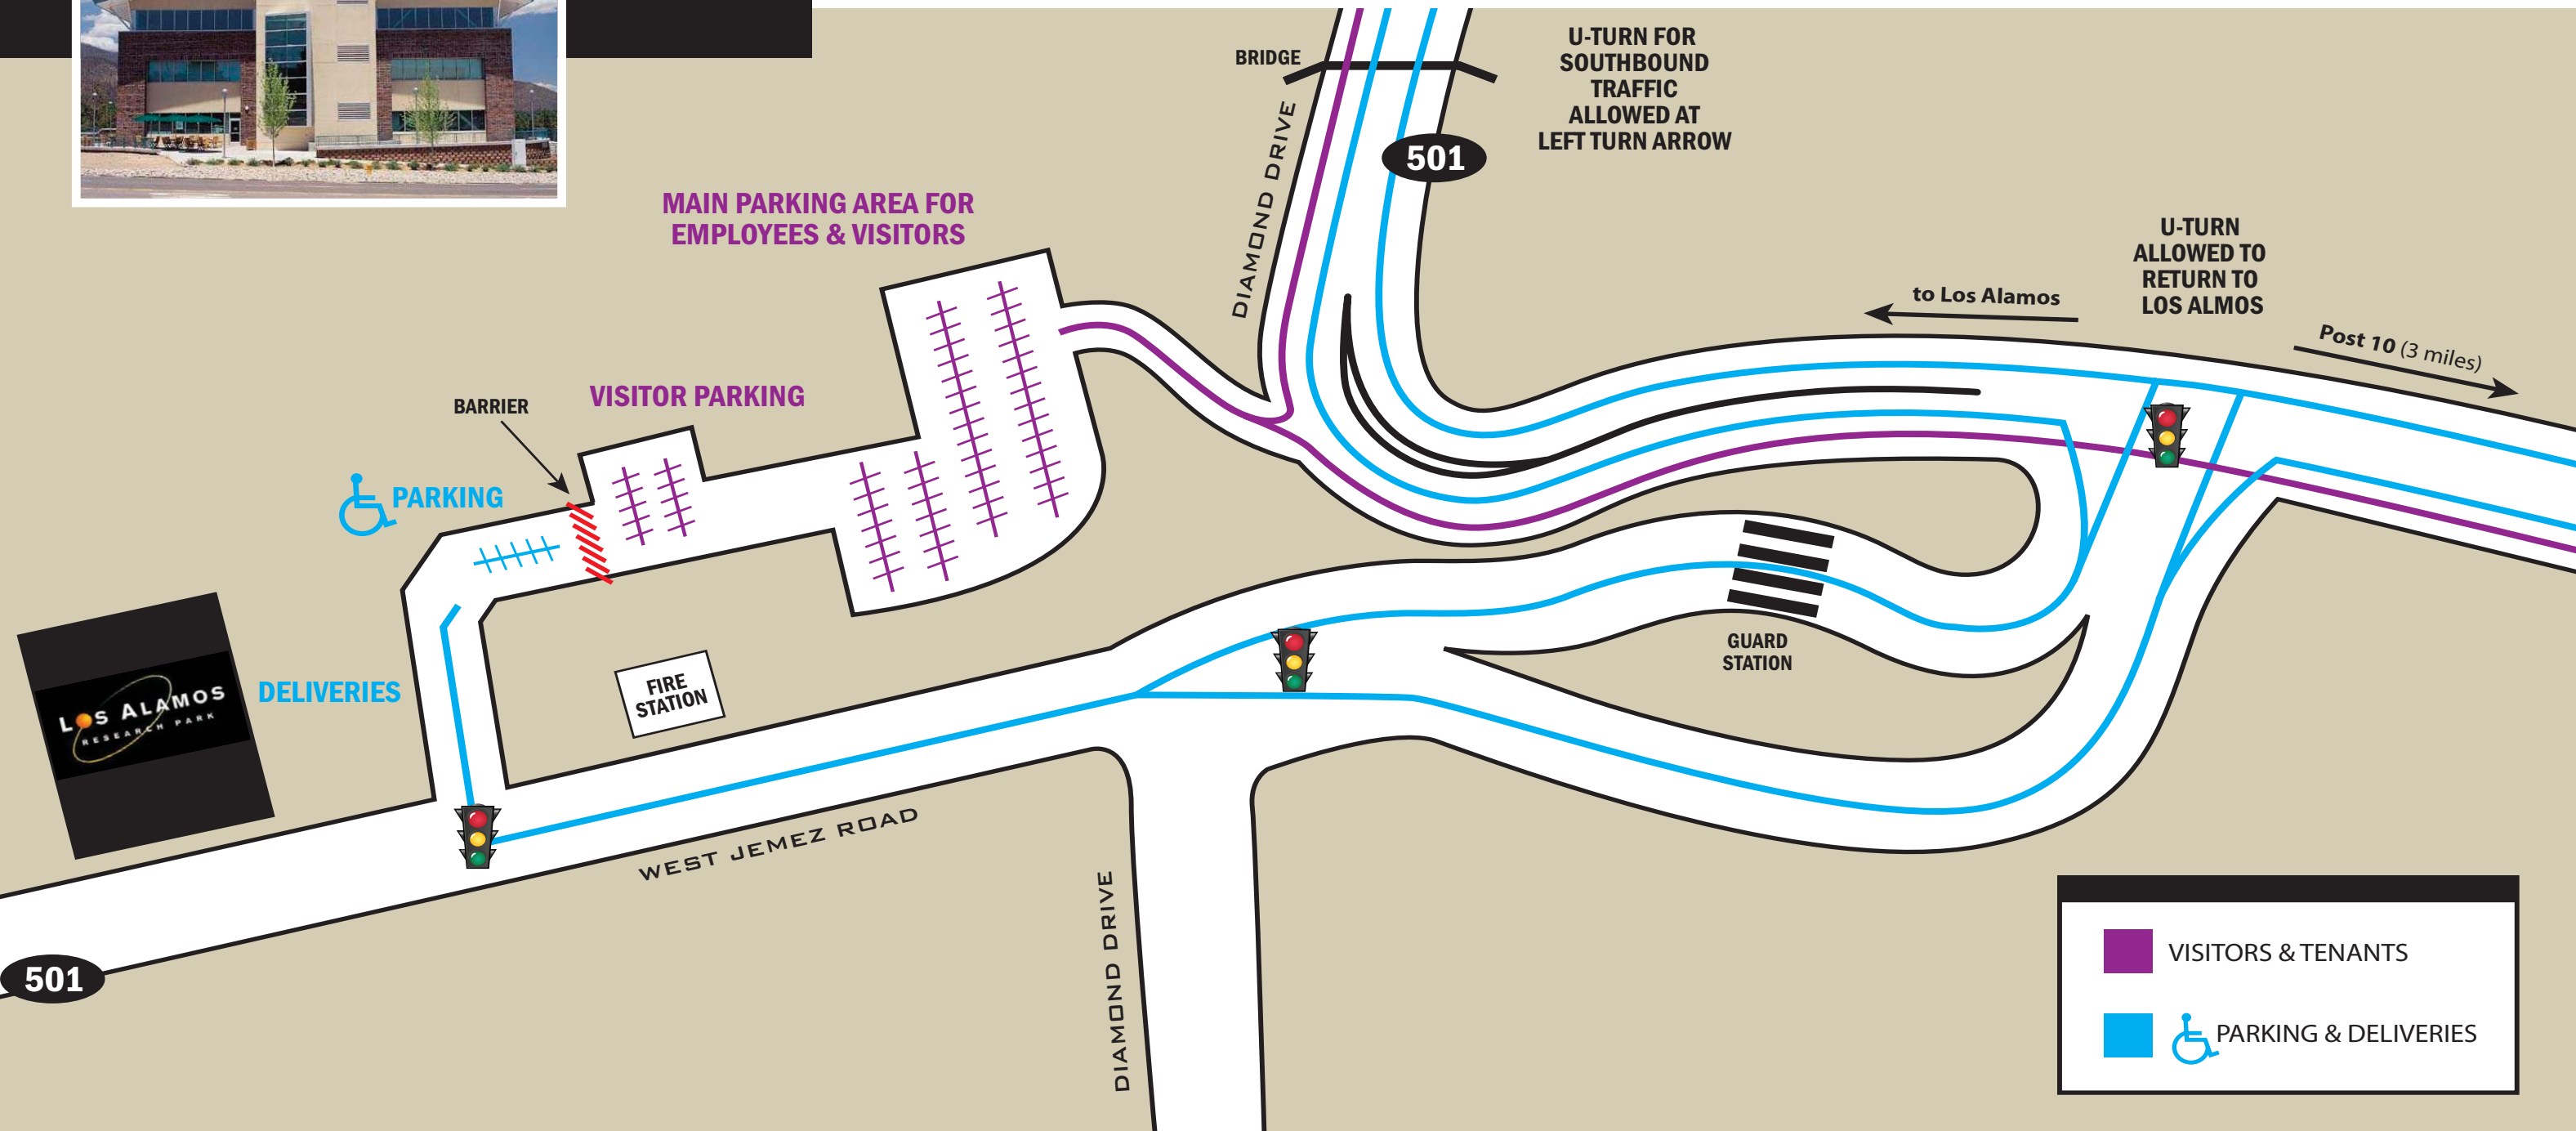 BRIDGE
U-TURN FOR
SOUTHBOUND
TRAFFIC
ALLOWED AT
LEFT TURN ARROW
DIAMOND DRIVE
501
MAIN PARKING AREA FOR
EMPLOYEES & VISITORS
U-TURN
ALLOWED TO
RETURN TO
LOS ALMOS
to Los Alamos
Post 10 (3 miles)
VISITOR PARKING
BARRIER
PARKING
DELIVERIES
LOS ALAMOS
RESEARCH PARK
FIRE
STATION
GUARD
STATION
WEST JEMEZ ROAD
DIAMOND DRIVE
501
VISITORS & TENANTS
PARKING & DELIVERIES